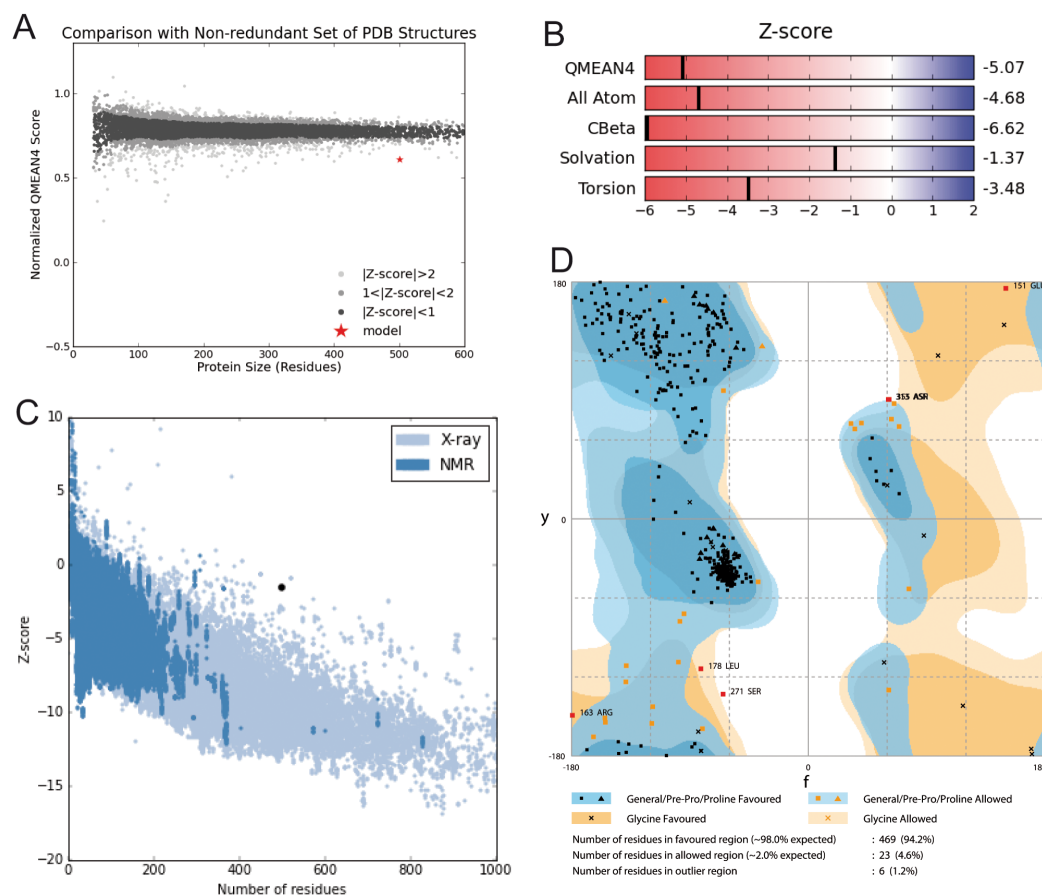 A
Comparison with Non-redundant Set of PDB Structures
Normalized QMEAN4 Score
1.0
0.5
0.0
−0.5
|Z-score|>2
1<|Z-score|<2
|Z-score|<1
model
0 100 200 300 400 500 600
Protein Size (Residues)
B
Z-score
QMEAN4 -5.07
All Atom -4.68
CBeta -6.62
Solvation -1.37
Torsion -3.48
−6 −5 −4 −3 −2 −1 0 1 2
C
Z-score
10
5
0
−5
−10
−15
−20
X-ray
NMR
0 200 400 600 800 1000
Number of residues
D
180
151 GLU
y
0
178 LEU
271 SER
163 ARG
-180
-180 0 18
f
General/Pre-Pro/Proline Favoured General/Pre-Pro/Proline Allowed
Glycine Favoured Glycine Allowed
Number of residues in favoured region (~98.0% expected) : 469 (94.2%)
Number of residues in allowed region (~2.0% expected) : 23 (4.6%)
Number of residues in outlier region : 6 (1.2%)